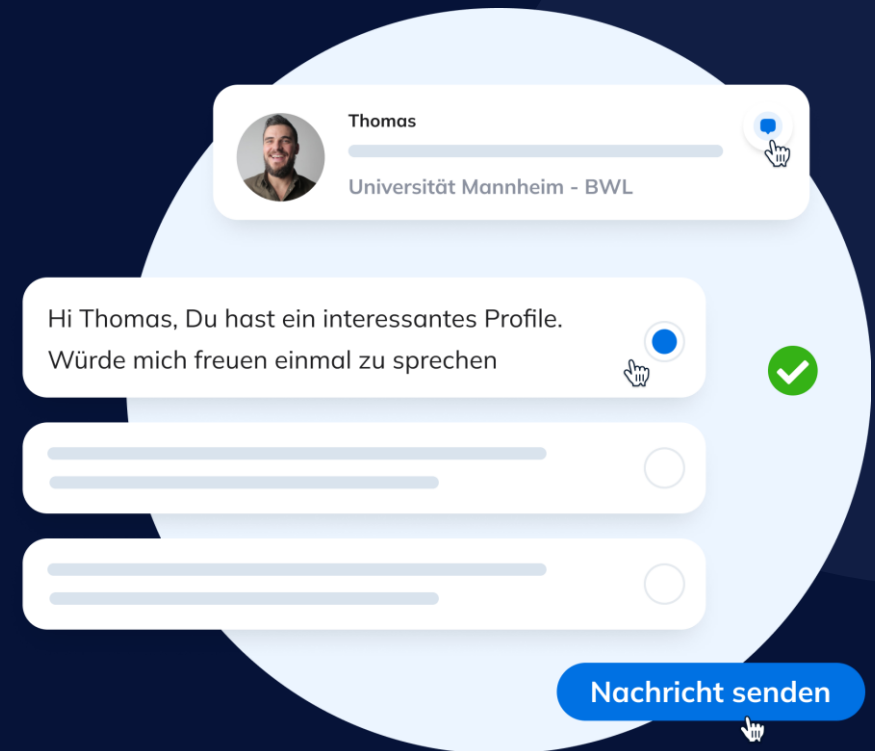 Thomas
Universität Mannheim - BWL
Hi Thomas, Du hast ein interessantes Profile.
Würde mich freuen einmal zu sprechen
Nachricht senden